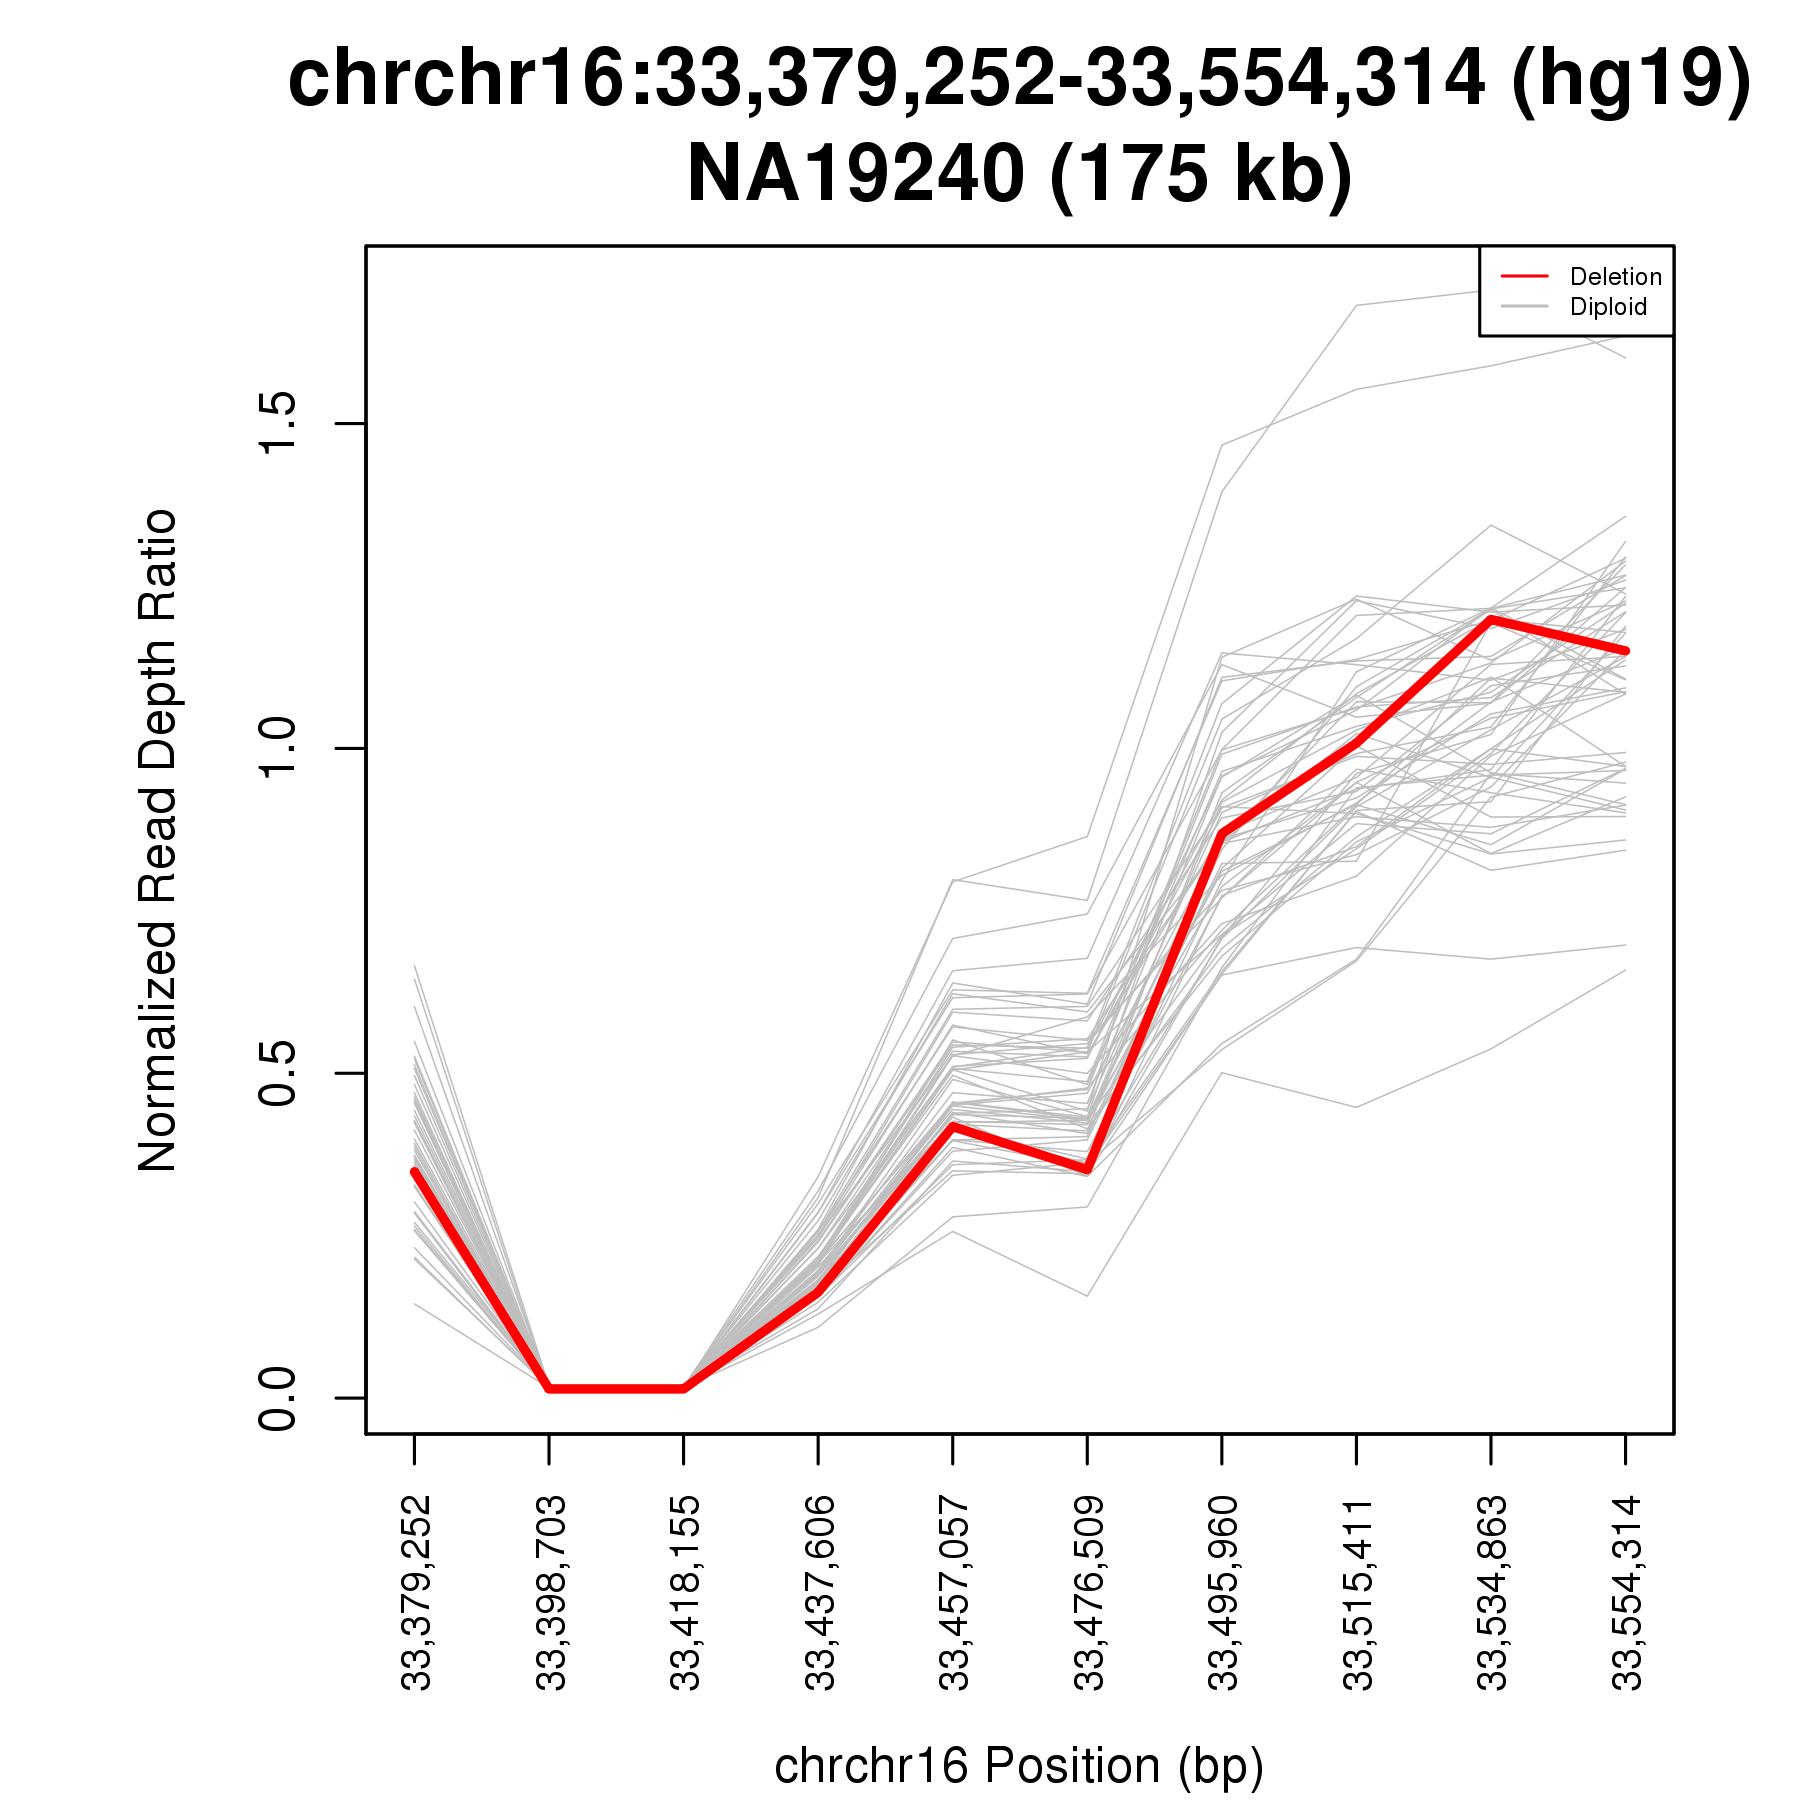 chrchr16:33,379,252-33,554,314 (hg19)
NA19240 (175 kb)
Deletion
Diploid
Normalized Read Depth Ratio
1.5
1.0
0.5
0.0
33,379,252
33,398,703
33,418,155
33,437,606
33,457,057
33,476,509
33,495,960
33,515,411
33,534,863
33,554,314
chrchr16 Position (bp)